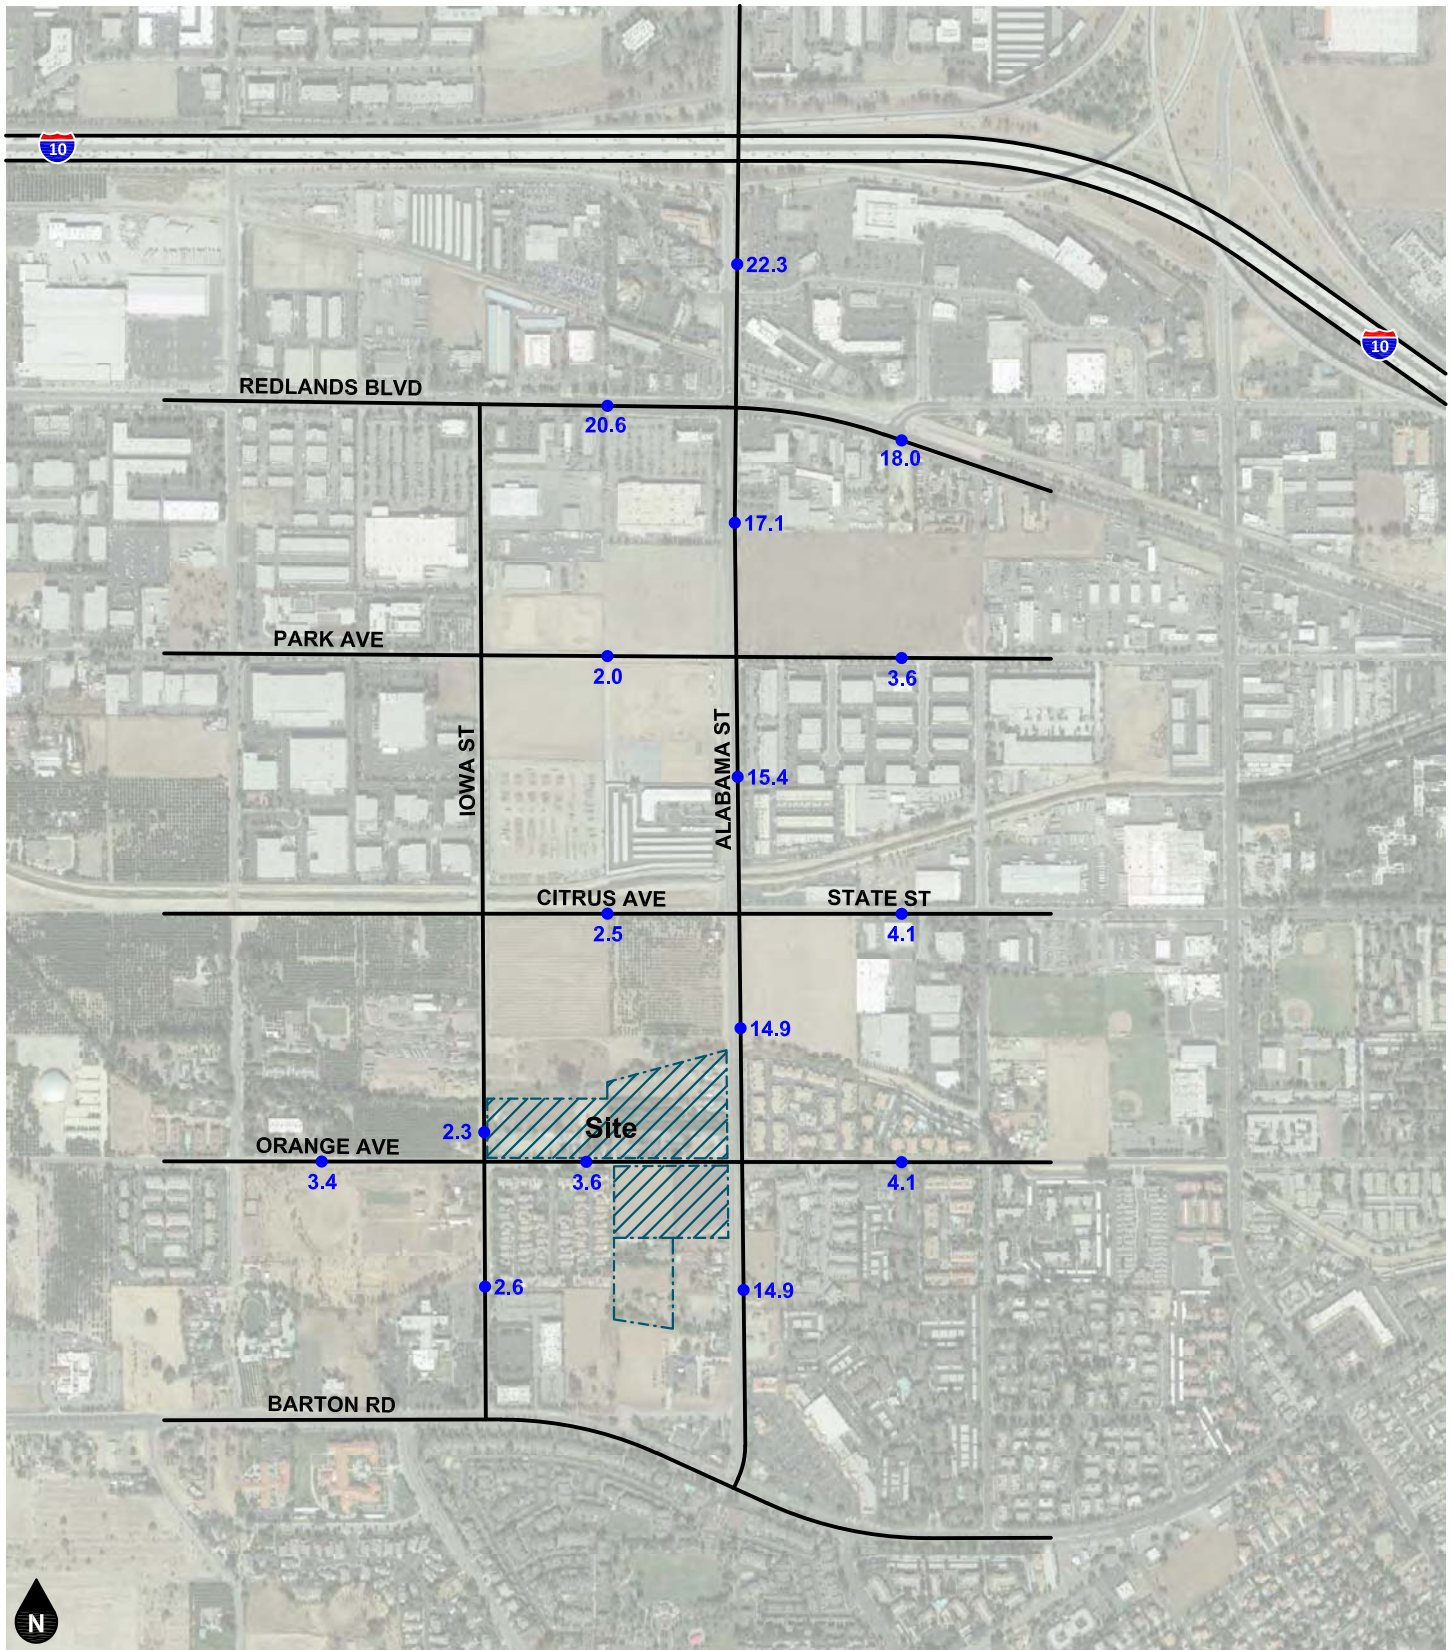 10
22.3
10
REDLANDS BLVD
20.6
18.0
17.1
PARK AVE
2.0
3.6
IOWA ST
ALABAMA ST
15.4
CITRUS AVE
STATE ST
2.5
4.1
14.9
Site
2.3
ORANGE AVE
3.4
3.6
4.1
2.6
14.9
BARTON RD
N